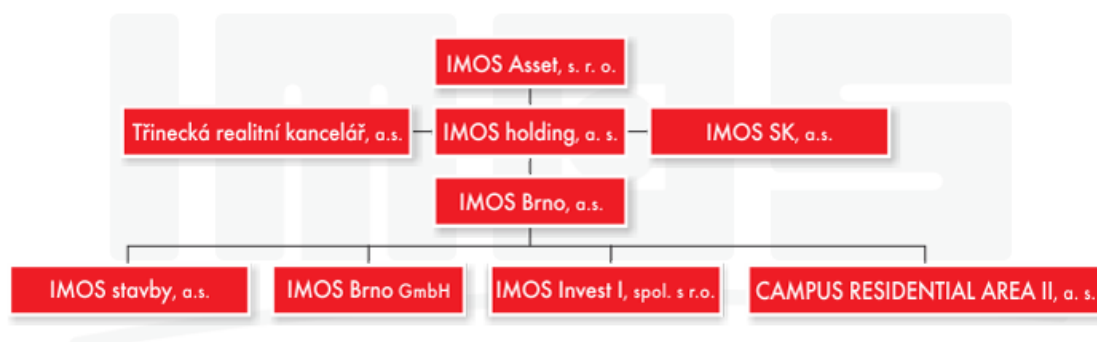 IMOS Asset, s. r. o.
Třinecká realitní kancelář, a.s.
IMOS holding, a. s.
IMOS SK, a.s.
IMOS Brno, a.s.
IMOS stavby, a.s.
IMOS Brno GmbH
IMOS Invest I, spol. s r.o.
CAMPUS RESIDENTIAL AREA II, a. s.